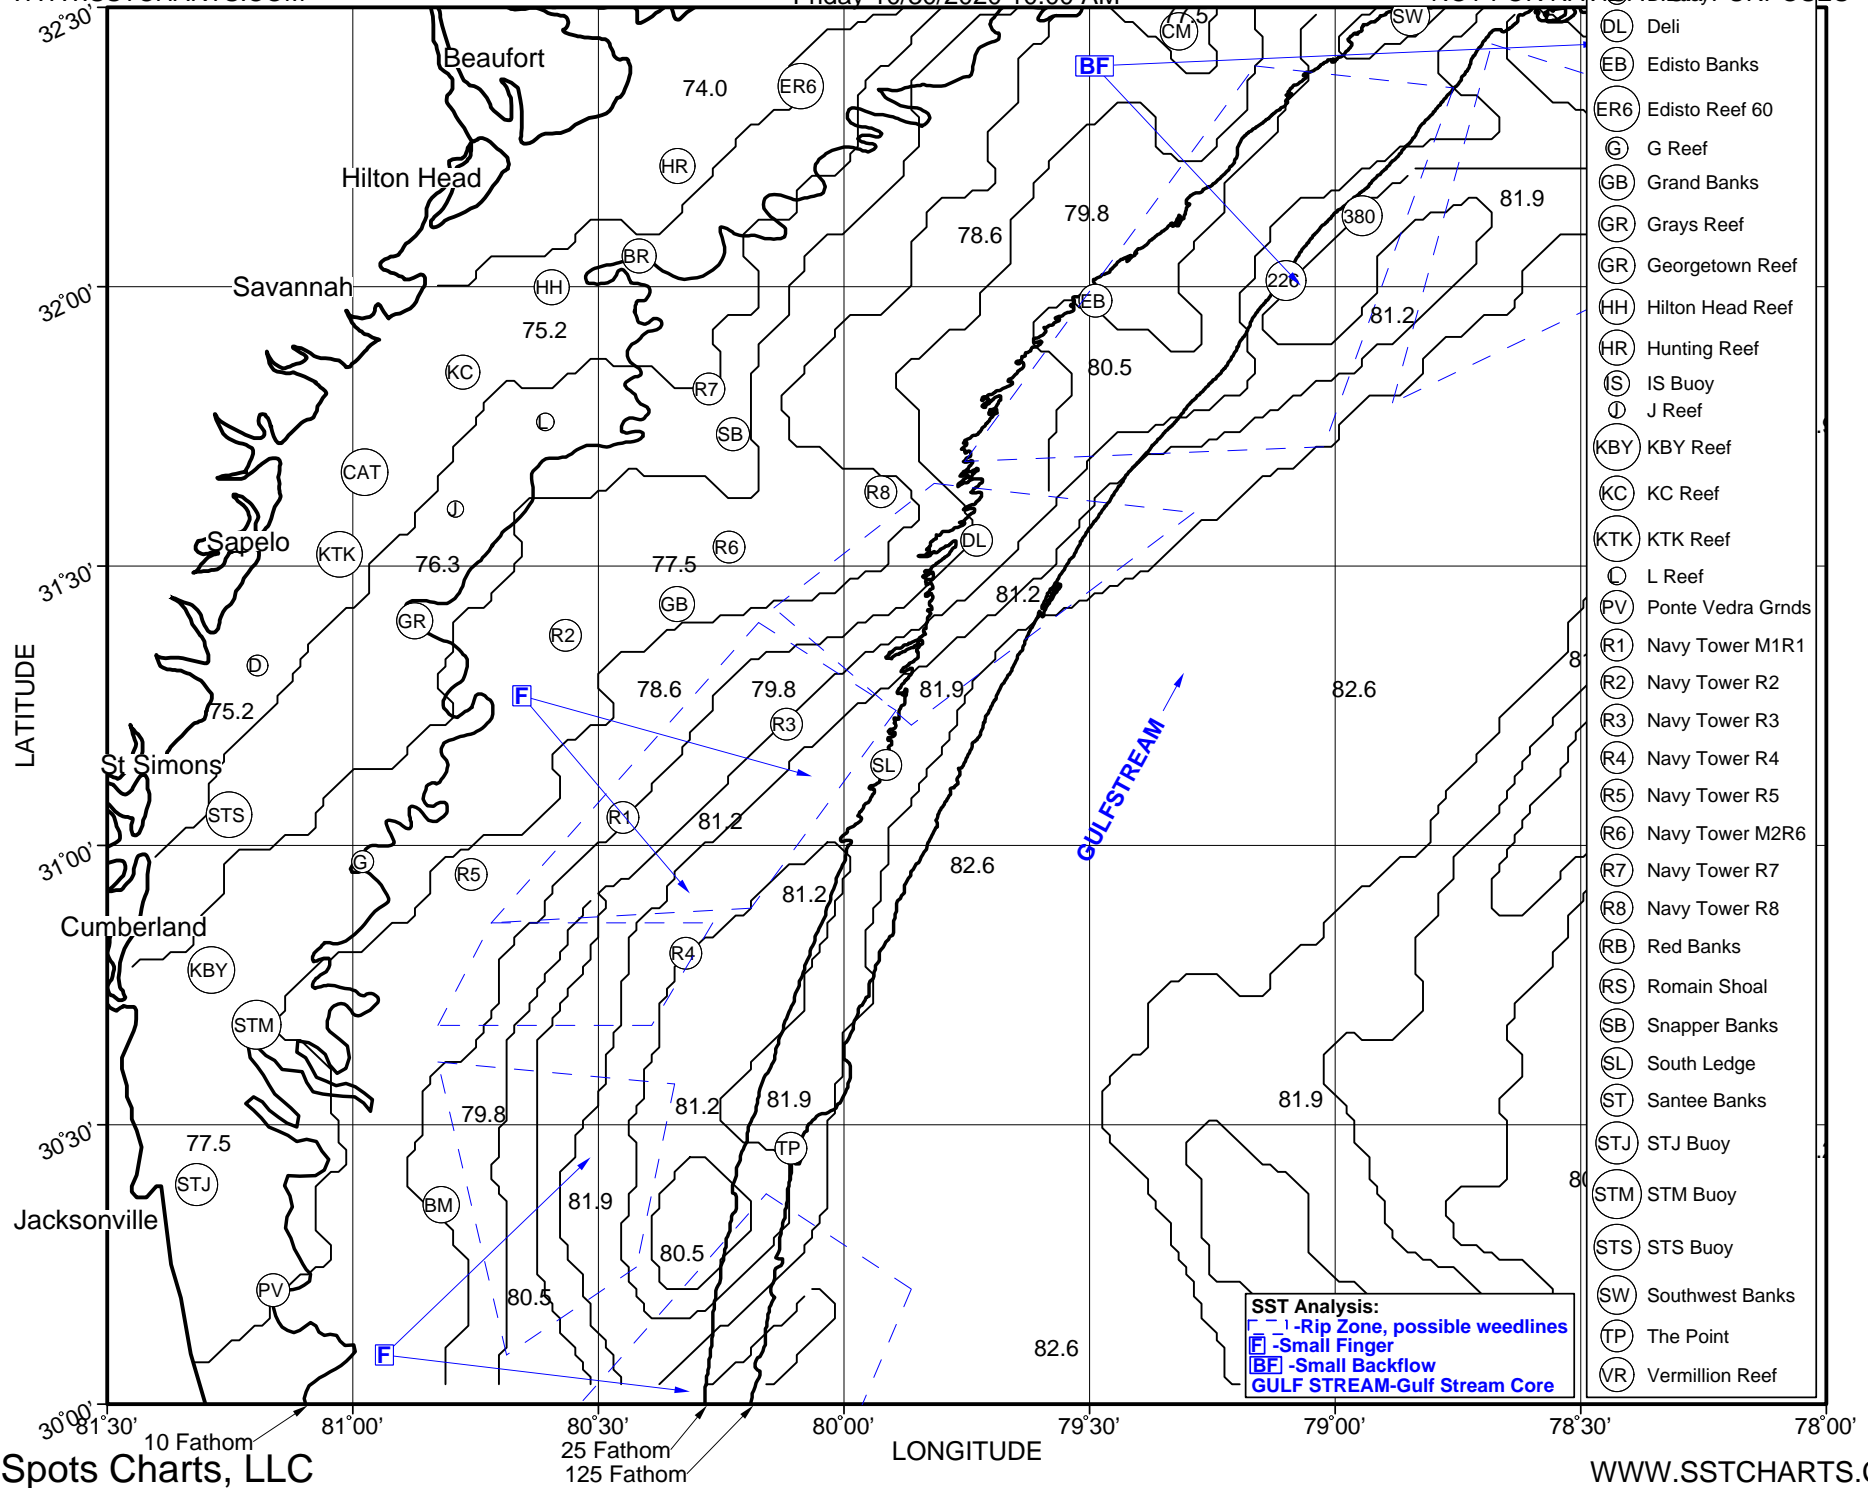 Friday 10/30/2020 10:00 AM
32°30'
32°00'
31°30'
31°00'
30°30'
30°00'
LATITUDE
81°30'
81°00'
80°30'
80°00'
79°30'
79°00'
78°30'
78°00'
LONGITUDE
10 Fathom
25 Fathom
125 Fathom
Spots Charts, LLC
WWW.SSTCHARTS.
Beaufort
Hilton Head
Savannah
Sapelo
St Simons
Cumberland
Jacksonville
77.5
CM
SW
BF
74.0
ER6
HR
BR
HH
75.2
KC
R7
L
SB
CAT
R8
J
KTK
76.3
R6
77.5
DL
GB
GR
R2
D
75.2
78.6
79.8
EB
80.5
226
380
81.9
81.2
81.2
F
78.6
79.8
81.9
82.6
R3
SL
GULFSTREAM
STS
R1
81.2
G
R5
81.2
82.6
KBY
R4
STM
79.8
81.2
81.9
81.9
77.5
TP
STJ
BM
81.9
80.5
PV
80.5
F
82.6
SST Analysis:
-Rip Zone, possible weedlines
F -Small Finger
BF -Small Backflow
GULF STREAM-Gulf Stream Core
DL Deli
EB Edisto Banks
ER6 Edisto Reef 60
G G Reef
GB Grand Banks
GR Grays Reef
GR Georgetown Reef
HH Hilton Head Reef
HR Hunting Reef
IS IS Buoy
J J Reef
KBY KBY Reef
KC KC Reef
KTK KTK Reef
L L Reef
PV Ponte Vedra Grnds
R1 Navy Tower M1R1
R2 Navy Tower R2
R3 Navy Tower R3
R4 Navy Tower R4
R5 Navy Tower R5
R6 Navy Tower M2R6
R7 Navy Tower R7
R8 Navy Tower R8
RB Red Banks
RS Romain Shoal
SB Snapper Banks
SL South Ledge
ST Santee Banks
STJ STJ Buoy
STM STM Buoy
STS STS Buoy
SW Southwest Banks
TP The Point
VR Vermillion Reef